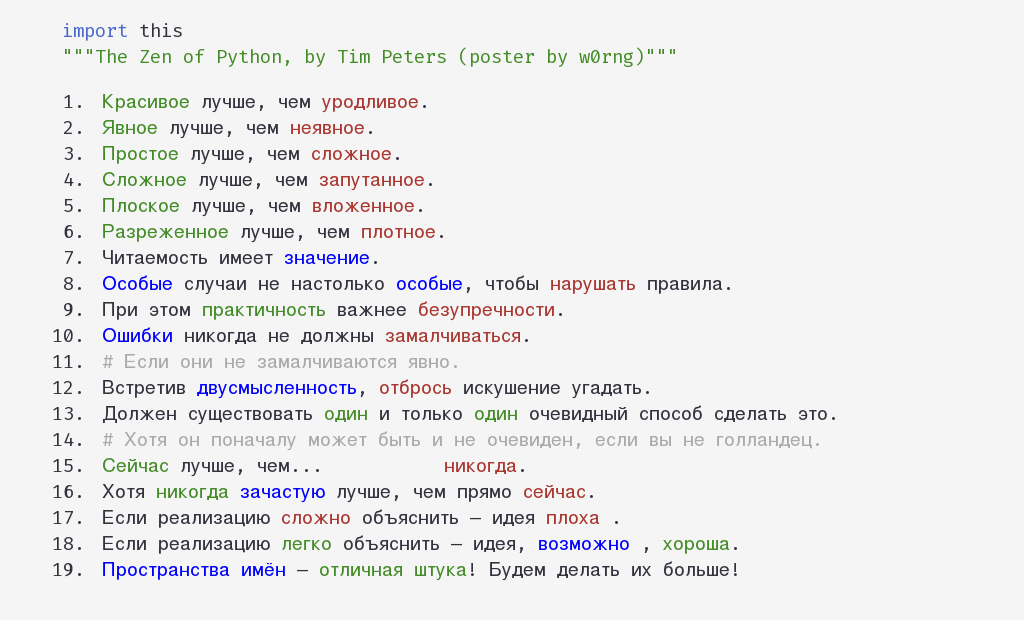 import this
"""The Zen of Python, by Tim Peters (poster by w0rng)"""
1. Красивое лучше, чем уродливое.
2. Явное лучше, чем неявное.
3. Простое лучше, чем сложное.
4. Сложное лучше, чем запутанное.
5. Плоское лучше, чем вложенное.
6. Разреженное лучше, чем плотное.
7. Читаемость имеет значение.
8. Особые случаи не настолько особые, чтобы нарушать правила.
9. При этом практичность важнее безупречности.
10. Ошибки никогда не должны замалчиваться.
11. # Если они не замалчиваются явно.
12. Встретив двусмысленность, отбрось искушение угадать.
13. Должен существовать один и только один очевидный способ сделать это.
14. # Хотя он поначалу может быть и не очевиден, если вы не голландец.
15. Сейчас лучше, чем... никогда.
16. Хотя никогда зачастую лучше, чем прямо сейчас.
17. Если реализацию сложно объяснить — идея плоха .
18. Если реализацию легко объяснить — идея, возможно , хороша.
19. Пространства имён — отличная штука! Будем делать их больше!